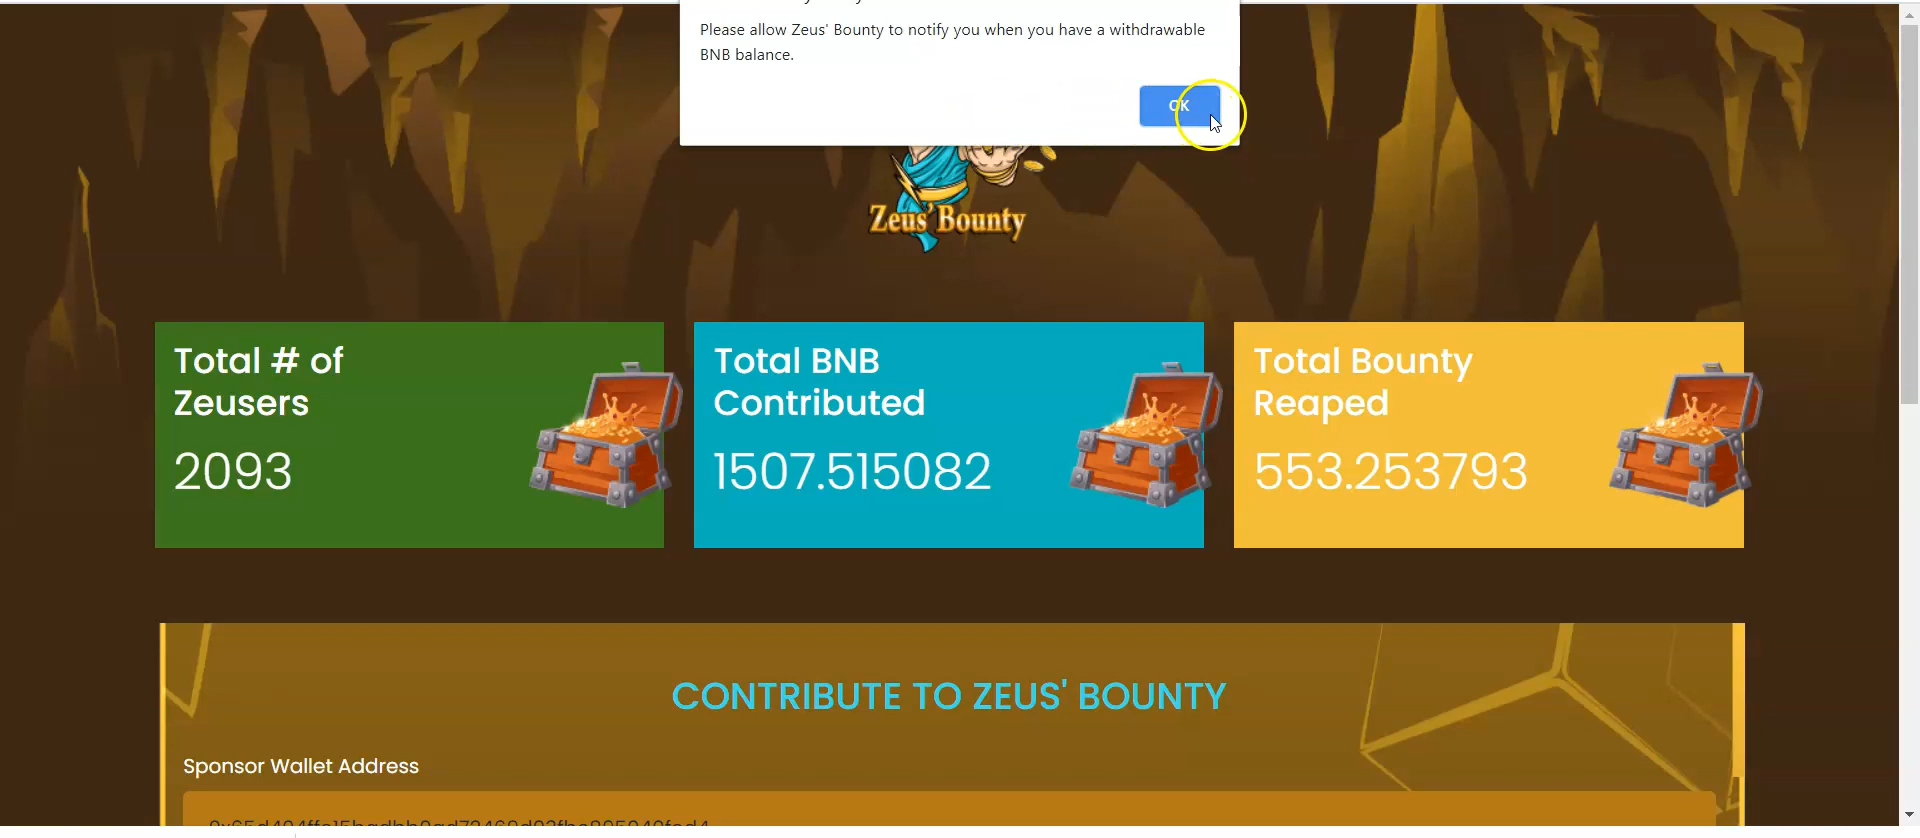 Please allow Zeus' Bounty to notify you when you have a withdrawable
BNB balance.
OK
Zeus' Bounty
Total # of
Zeusers
2093
Total BNB
Contributed
1507.515082
Total Bounty
Reaped
553.253793
CONTRIBUTE TO ZEUS' BOUNTY
Sponsor Wallet Address